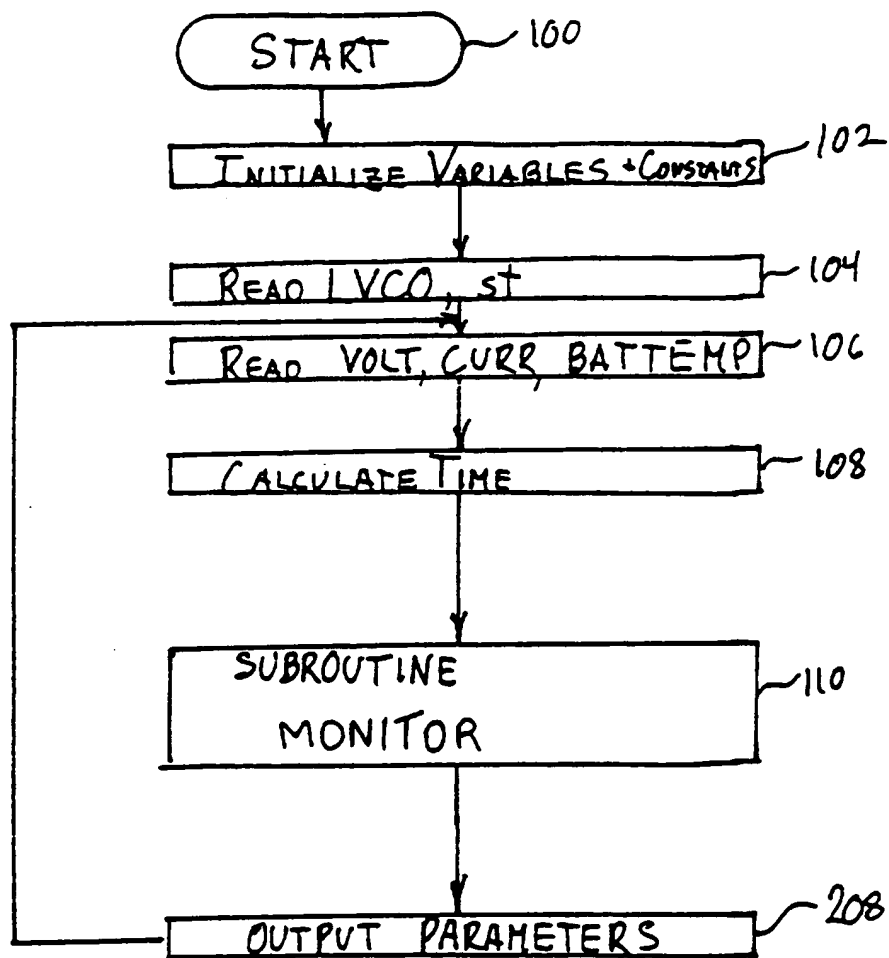 START
100
INITIALIZE VARIABLES + CONSTANTS
102
READ LVCO, st
104
READ VOLT, CURR, BATTEMP
106
CALCULATE TIME
108
SUBROUTINE
MONITOR
110
OUTPUT PARAMETERS
208